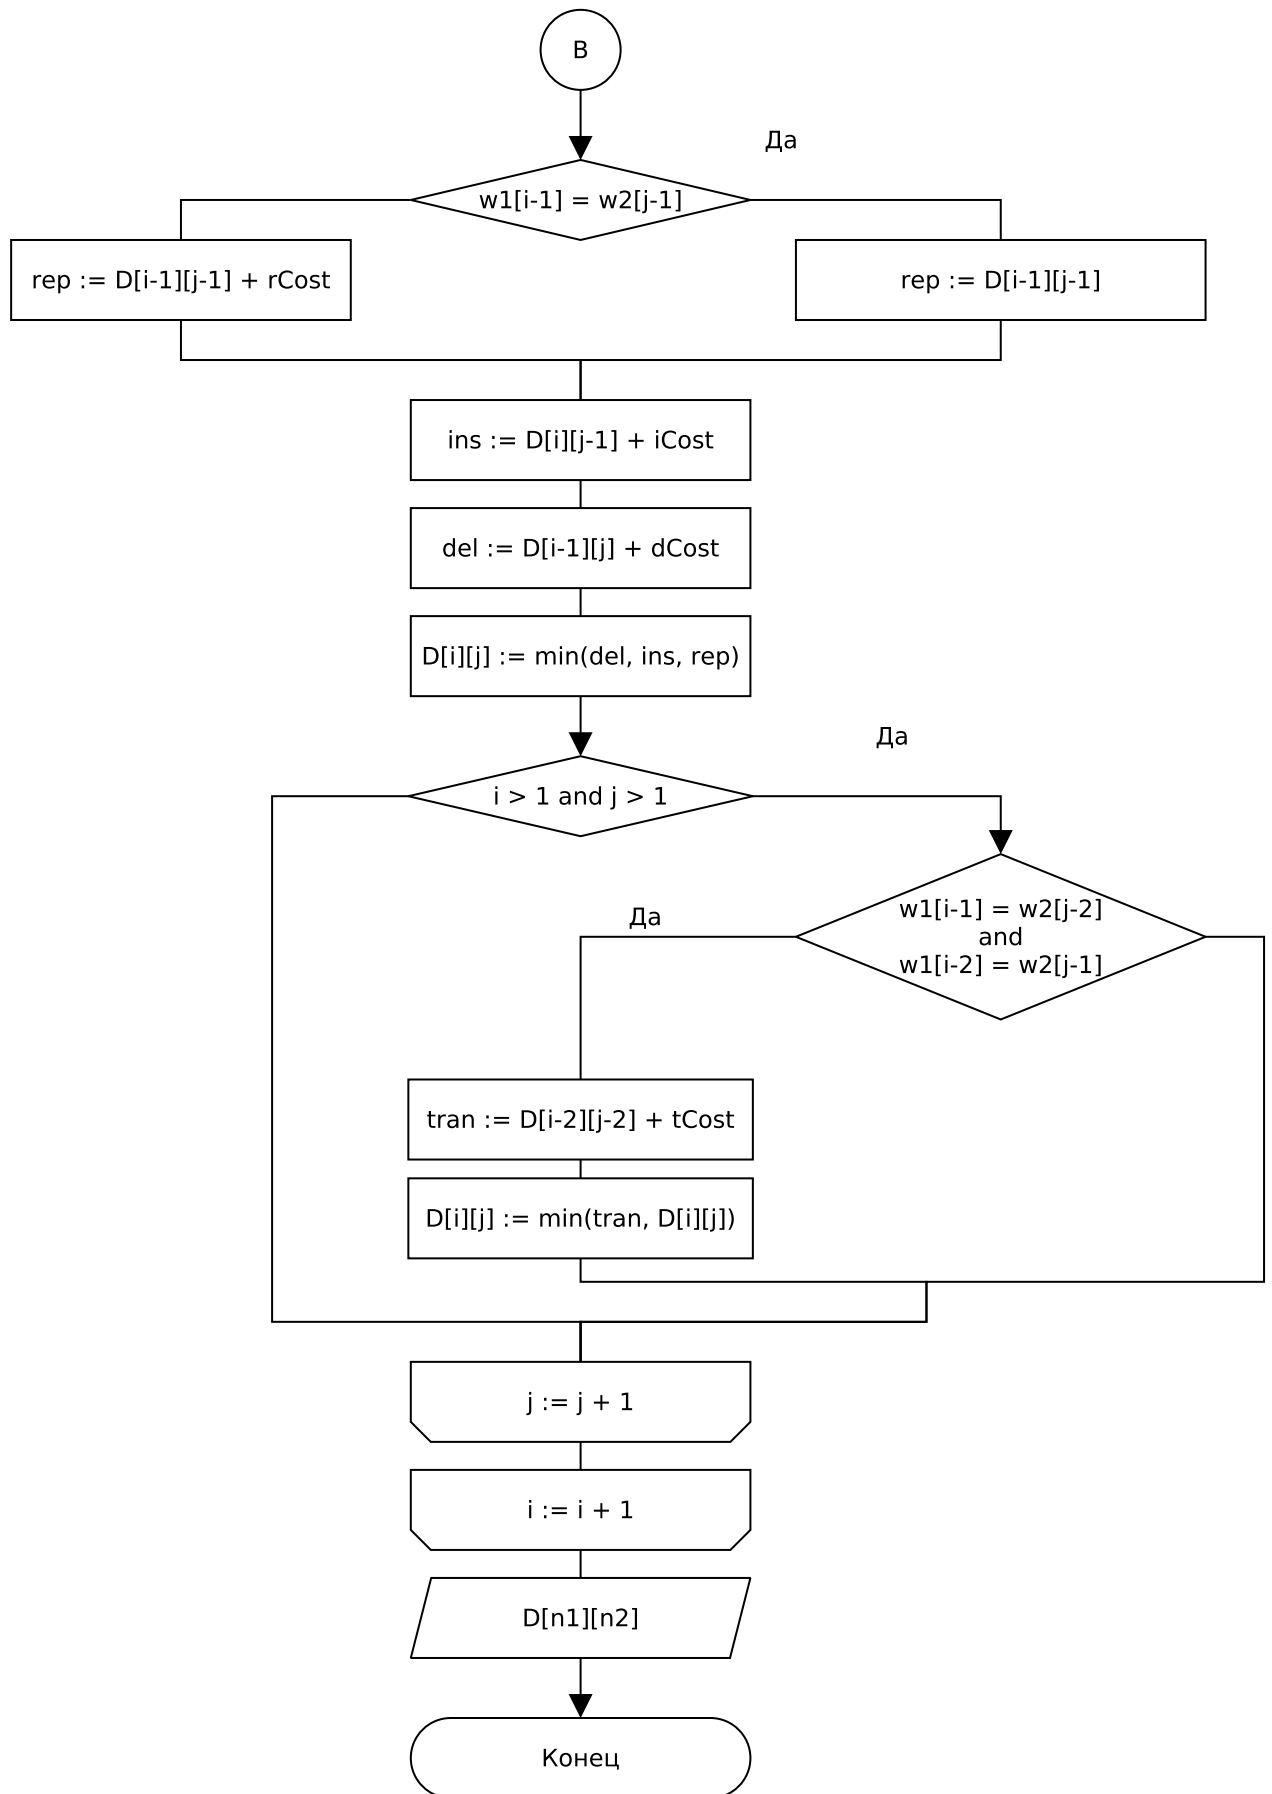 B
Да
w1[i-1] = w2[j-1]
rep := D[i-1][j-1] + rCost
rep := D[i-1][j-1]
ins := D[i][j-1] + iCost
del := D[i-1][j] + dCost
D[i][j] := min(del, ins, rep)
Да
i > 1 and j > 1
w1[i-1] = w2[j-2]
and
w1[i-2] = w2[j-1]
Да
tran := D[i-2][j-2] + tCost
D[i][j] := min(tran, D[i][j])
j := j + 1
i := i + 1
D[n1][n2]
Конец